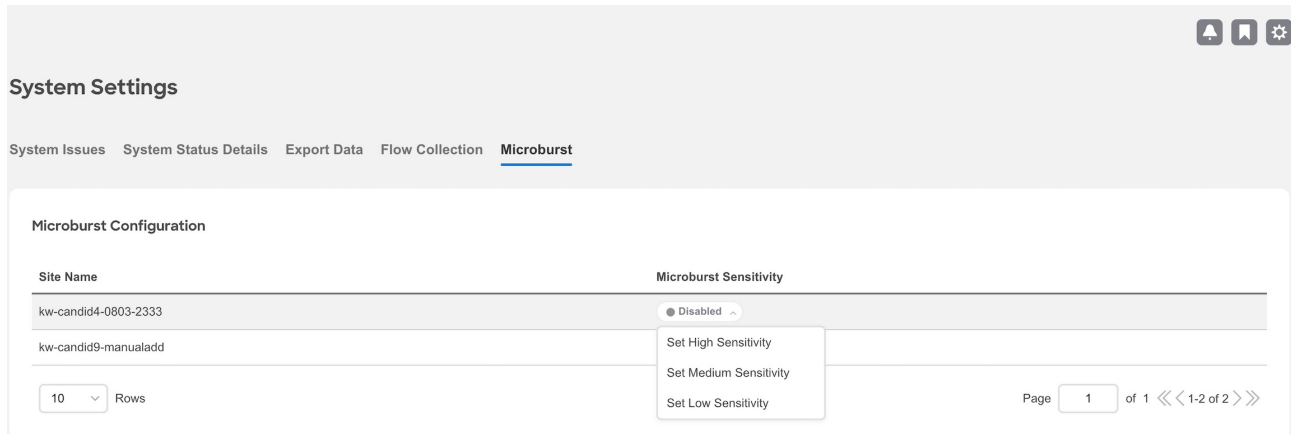 System Settings
System Issues System Status Details Export Data Flow Collection Microburst
Microburst Configuration
Site Name Microburst Sensitivity
kw-candid4-0803-2333 Disabled
kw-candid9-manualadd
Set High Sensitivity
Set Medium Sensitivity
Set Low Sensitivity
10 Rows Page 1 of 1 1-2 of 2